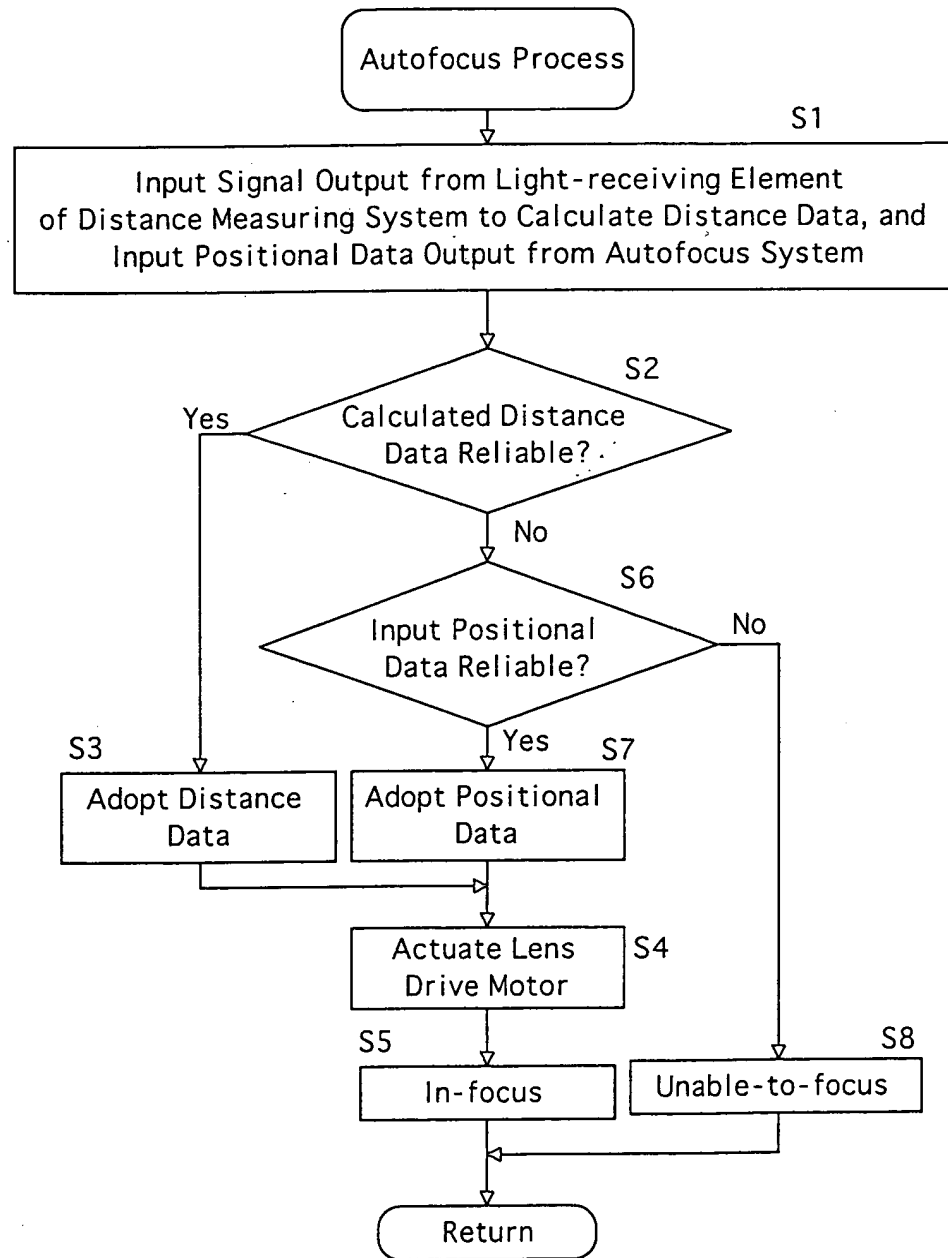 Autofocus Process
S1
Input Signal Output from Light-receiving Element
of Distance Measuring System to Calculate Distance Data, and
Input Positional Data Output from Autofocus System
S2
Yes
Calculated Distance
Data Reliable?
No
S6
Input Positional
Data Reliable?
No
Yes
S3
S7
Adopt Distance
Data
Adopt Positional
Data
Actuate Lens
Drive Motor
S4
S5
In-focus
S8
Unable-to-focus
Return